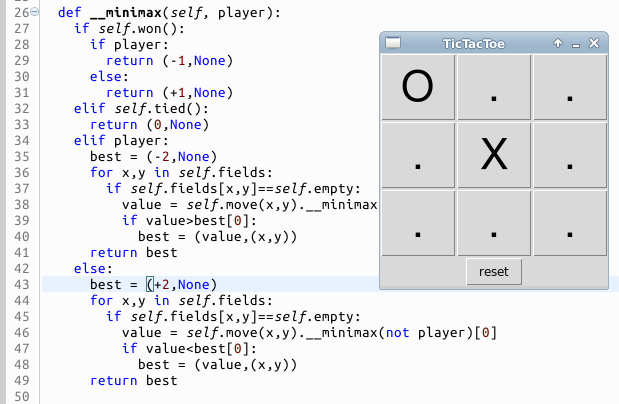 26 def __minimax(self, player):
27 if self.won():
28 if player:
29 return (-1,None)
30 else:
31 return (+1,None)
32 elif self.tied():
33 return (0,None)
34 elif player:
35 best = (-2,None)
36 for x,y in self.fields:
37 if self.fields[x,y]==self.empty:
38 value = self.move(x,y).__minimax
39 if value>best[0]:
40 best = (value,(x,y))
41 return best
42 else:
43 best = (+2,None)
44 for x,y in self.fields:
45 if self.fields[x,y]==self.empty:
46 value = self.move(x,y).__minimax(not player)[0]
47 if value<best[0]:
48 best = (value,(x,y))
49 return best
50
TicTacToe
O . .
. X .
. . .
reset